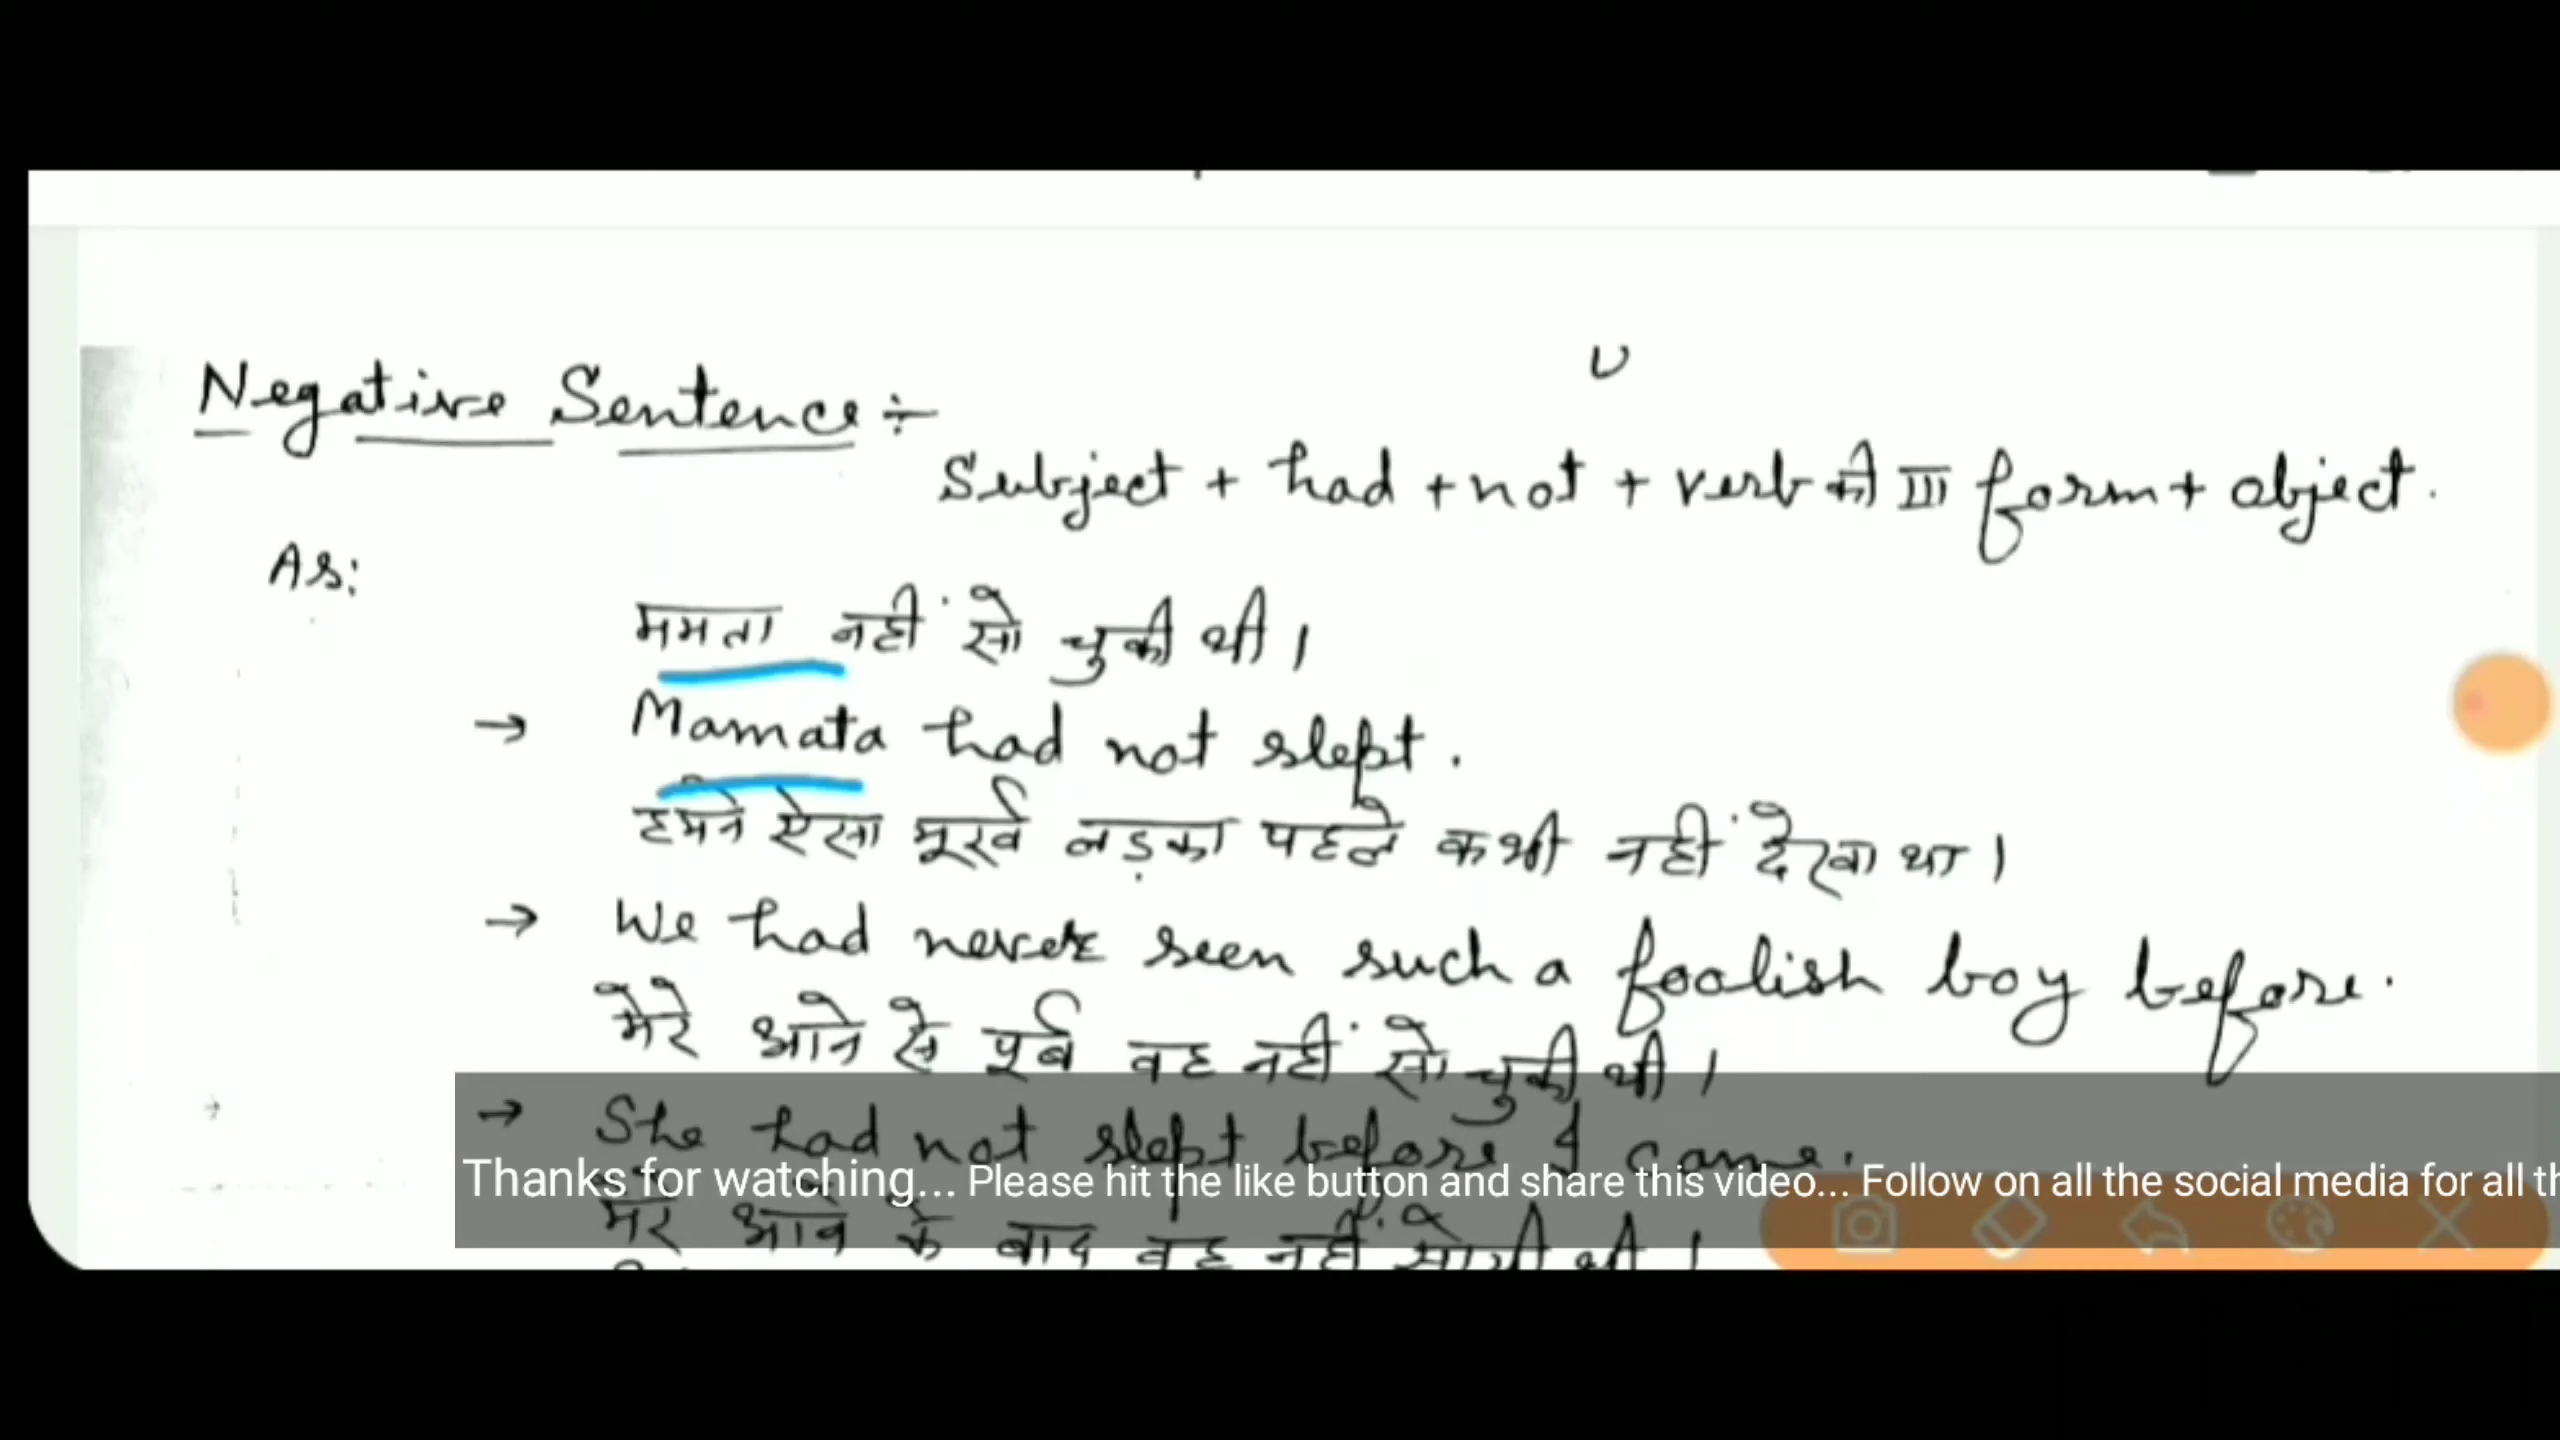 Negative Sentence ÷
Subject + had + not + verb की III form + object.
As:
ममता नहीं सो चुकी थी।
→ Mamata had not slept.
हमने ऐसा मूर्ख लड़का पहले कभी नहीं देखा था।
→ We had never seen such a foolish boy before.
मेरे आने से पूर्व वह नहीं सो चुकी थी।
→ She had not slept before I came.
Thanks for watching... Please hit the like button and share this video... Follow on all the social media for all th
मेरे आने के बाद वह नहीं सोयी थी।